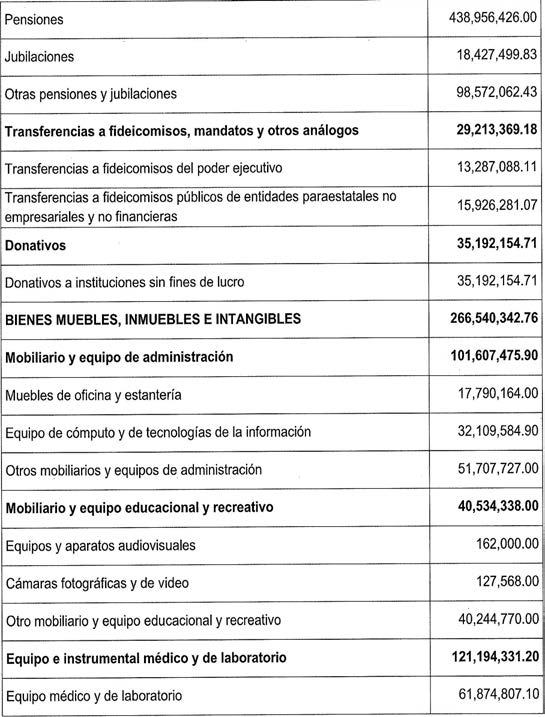 Pensiones 438,956,426.00
Jubilaciones 18,427,499.83
Otras pensiones y jubilaciones 98,572,062.43
Transferencias a fideicomisos, mandatos y otros análogos 29,213,369.18
Transferencias a fideicomisos del poder ejecutivo 13,287,088.11
Transferencias a fideicomisos públicos de entidades paraestatales no
empresariales y no financieras 15,926,281.07
Donativos 35,192,154.71
Donativos a instituciones sin fines de lucro 35,192,154.71
BIENES MUEBLES, INMUEBLES E INTANGIBLES 266,540,342.76
Mobiliario y equipo de administración 101,607,475.90
Muebles de oficina y estantería 17,790,164.00
Equipo de cómputo y de tecnologías de la información 32,109,584.90
Otros mobiliarios y equipos de administración 51,707,727.00
Mobiliario y equipo educacional y recreativo 40,534,338.00
Equipos y aparatos audiovisuales 162,000.00
Cámaras fotográficas y de video 127,568.00
Otro mobiliario y equipo educacional y recreativo 40,244,770.00
Equipo e instrumental médico y de laboratorio 121,194,331.20
Equipo médico y de laboratorio 61,874,807.10